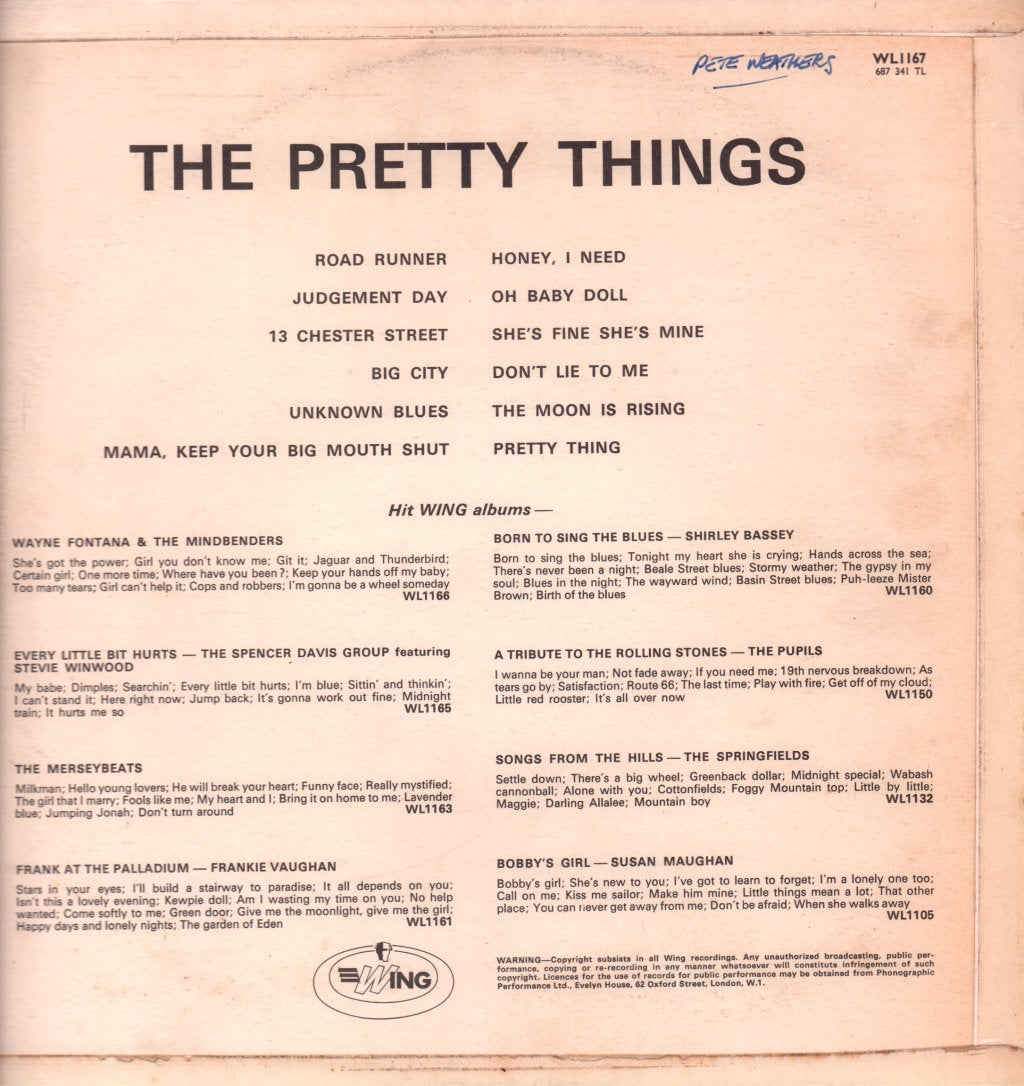 PETE WEATHERS
WL1167
687 341 TL
THE PRETTY THINGS
ROAD RUNNER
JUDGEMENT DAY
13 CHESTER STREET
BIG CITY
UNKNOWN BLUES
MAMA, KEEP YOUR BIG MOUTH SHUT
HONEY, I NEED
OH BABY DOLL
SHE'S FINE SHE'S MINE
DON'T LIE TO ME
THE MOON IS RISING
PRETTY THING
Hit WING albums —
WAYNE FONTANA & THE MINDBENDERS
She's got the power; Girl you don't know me; Git it; Jaguar and Thunderbird;
Certain girl; One more time; Where have you been?; Keep your hands off my baby;
Too many tears; Girl can't help it; Cops and robbers; I'm gonna be a wheel someday
WL1166
EVERY LITTLE BIT HURTS — THE SPENCER DAVIS GROUP featuring
STEVIE WINWOOD
My babe; Dimples; Searchin'; Every little bit hurts; I'm blue; Sittin' and thinkin';
I can't stand it; Here right now; Jump back; It's gonna work out fine; Midnight
train; It hurts me so WL1165
THE MERSEYBEATS
Milkman; Hello young lovers; He will break your heart; Funny face; Really mystified;
The girl that I marry; Fools like me; My heart and I; Bring it on home to me; Lavender
blue; Jumping Jonah; Don't turn around WL1163
FRANK AT THE PALLADIUM — FRANKIE VAUGHAN
Stars in your eyes; I'll build a stairway to paradise; It all depends on you;
Isn't this a lovely evening; Kewpie doll; Am I wasting my time on you; No help
wanted; Come softly to me; Green door; Give me the moonlight, give me the girl;
Happy days and lonely nights; The garden of Eden WL1161
BORN TO SING THE BLUES — SHIRLEY BASSEY
Born to sing the blues; Tonight my heart she is crying; Hands across the sea;
There's never been a night; Beale Street blues; Stormy weather; The gypsy in my
soul; Blues in the night; The wayward wind; Basin Street blues; Puh-leeze Mister
Brown; Birth of the blues WL1160
A TRIBUTE TO THE ROLLING STONES — THE PUPILS
I wanna be your man; Not fade away; If you need me; 19th nervous breakdown; As
tears go by; Satisfaction; Route 66; The last time; Play with fire; Get off of my cloud;
Little red rooster; It's all over now WL1150
SONGS FROM THE HILLS — THE SPRINGFIELDS
Settle down; There's a big wheel; Greenback dollar; Midnight special; Wabash
cannonball; Alone with you; Cottonfields; Foggy Mountain top; Little by little;
Maggie; Darling Allalee; Mountain boy WL1132
BOBBY'S GIRL — SUSAN MAUGHAN
Bobby's girl; She's new to you; I've got to learn to forget; I'm a lonely one too;
Call on me; Kiss me sailor; Make him mine; Little things mean a lot; That other
place; You can never get away from me; Don't be afraid; When she walks away
WL1105
WING
WARNING—Copyright subsists in all Wing recordings. Any unauthorized broadcasting, public per-
formance, copying or re-recording in any manner whatsoever will constitute infringement of such
copyright. Licences for the use of records for public performance may be obtained from Phonographic
Performance Ltd., Evelyn House, 62 Oxford Street, London, W.1.